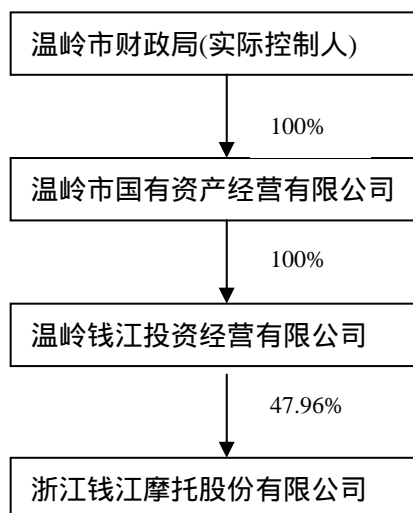 温岭市财政局(实际控制人)
100%
温岭市国有资产经营有限公司
100%
温岭钱江投资经营有限公司
47.96%
浙江钱江摩托股份有限公司